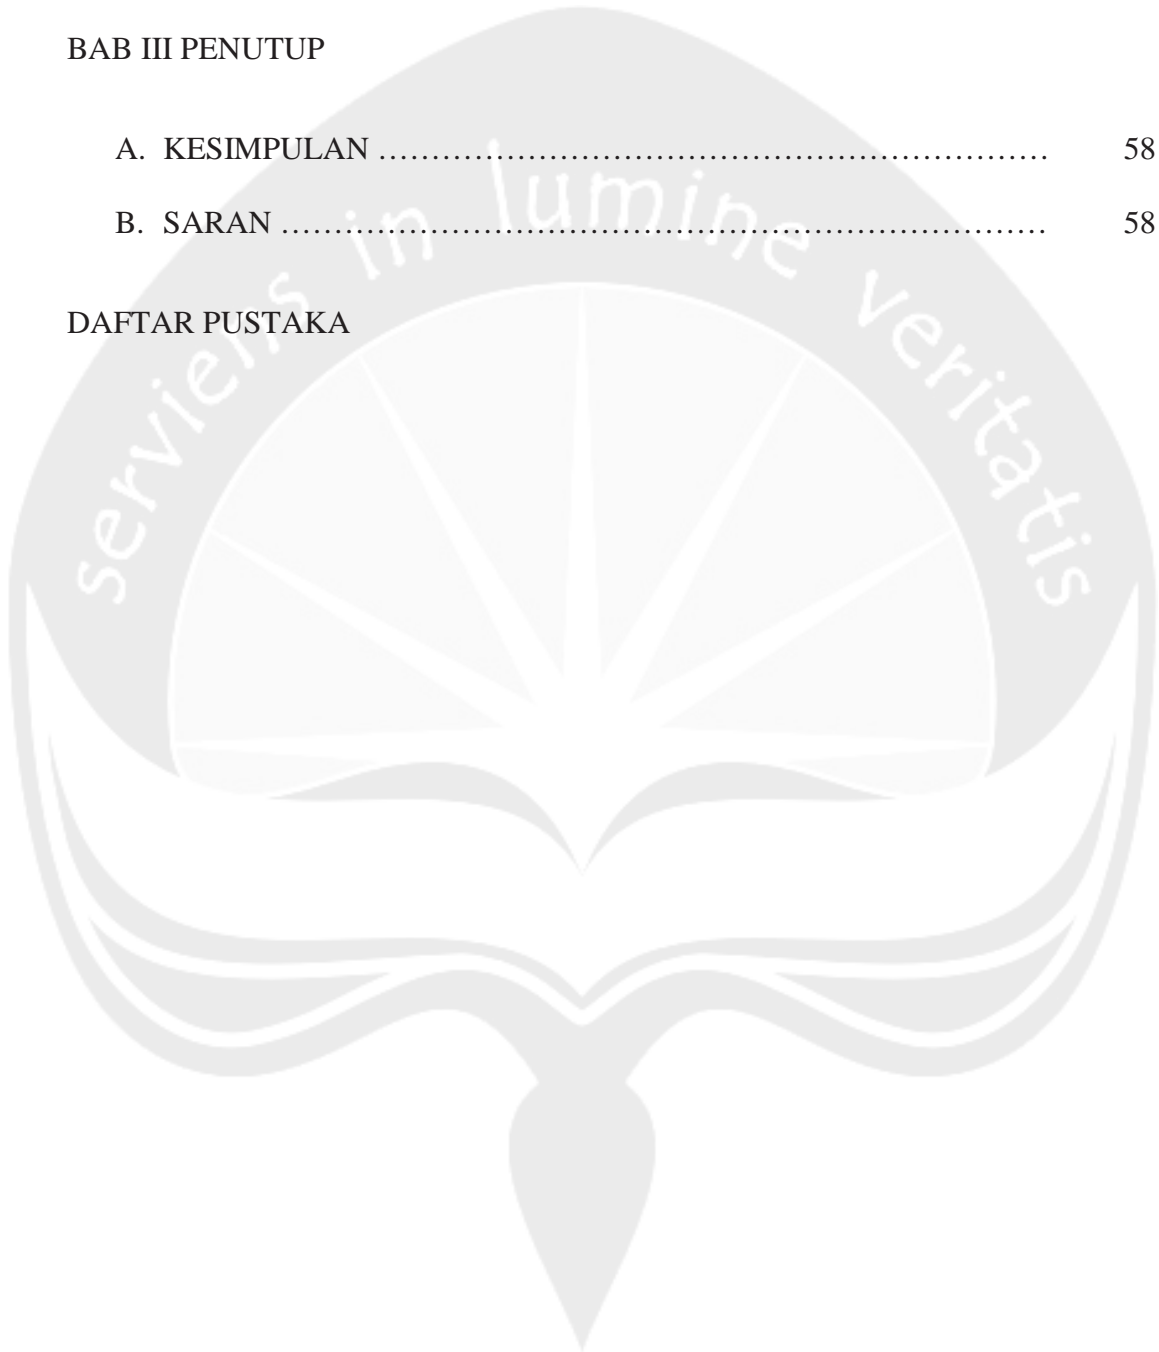 BAB III PENUTUP
A. KESIMPULAN ........................................................... 58
B. SARAN .................................................................... 58
DAFTAR PUSTAKA
serviens in lumine veritatis